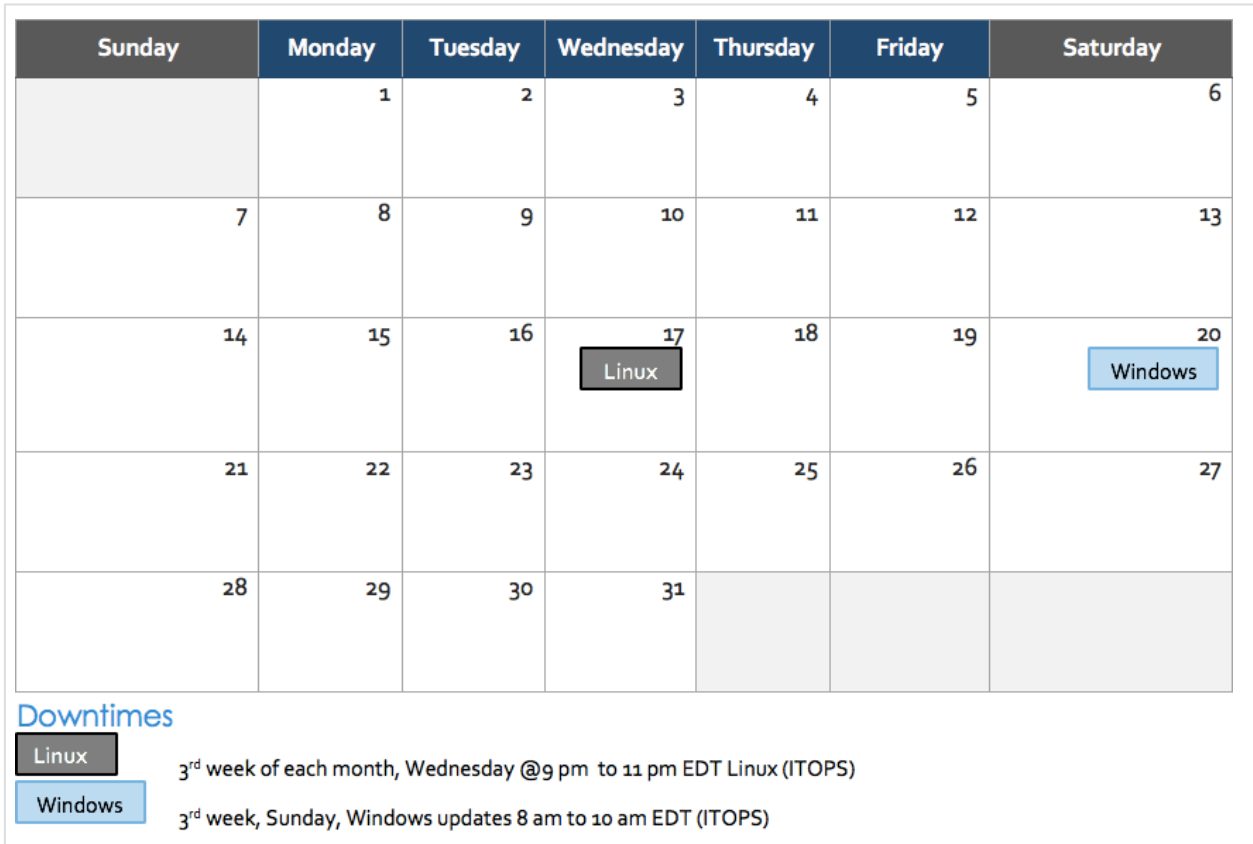 Sunday Monday Tuesday Wednesday Thursday Friday Saturday
1 2 3 4 5 6
7 8 9 10 11 12 13
14 15 16 17 18 19 20
Linux Windows
21 22 23 24 25 26 27
28 29 30 31
Downtimes
Linux 3rd week of each month, Wednesday @9 pm to 11 pm EDT Linux (ITOPS)
Windows 3rd week, Sunday, Windows updates 8 am to 10 am EDT (ITOPS)